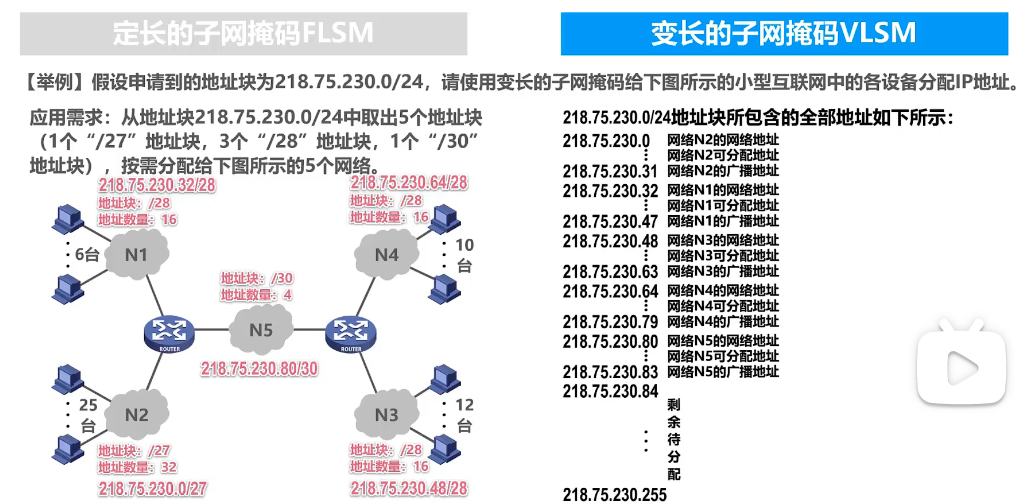 定长的子网掩码FLSM
变长的子网掩码VLSM
【举例】假设申请到的地址块为218.75.230.0/24，请使用变长的子网掩码给下图所示的小型互联网中的各设备分配IP地址。
应用需求：从地址块218.75.230.0/24中取出5个地址块
（1个“/27”地址块，3个“/28”地址块，1个“/30”
地址块），按需分配给下图所示的5个网络。
218.75.230.32/28
地址块：/28
地址数量：16
6台
N1
218.75.230.64/28
地址块：/28
地址数量：16
N4
10
台
地址块：/30
地址数量：4
N5
ROUTER
ROUTER
218.75.230.80/30
25
台
N2
地址块：/27
地址数量：32
218.75.230.0/27
N3
12
台
地址块：/28
地址数量：16
218.75.230.48/28
218.75.230.0/24地址块所包含的全部地址如下所示：
218.75.230.0 网络N2的网络地址
网络N2可分配地址
218.75.230.31 网络N2的广播地址
218.75.230.32 网络N1的网络地址
网络N1可分配地址
218.75.230.47 网络N1的广播地址
218.75.230.48 网络N3的网络地址
网络N3可分配地址
218.75.230.63 网络N3的广播地址
218.75.230.64 网络N4的网络地址
网络N4可分配地址
218.75.230.79 网络N4的广播地址
218.75.230.80 网络N5的网络地址
网络N5可分配地址
218.75.230.83 网络N5的广播地址
218.75.230.84
剩
余
待
分
配
218.75.230.255